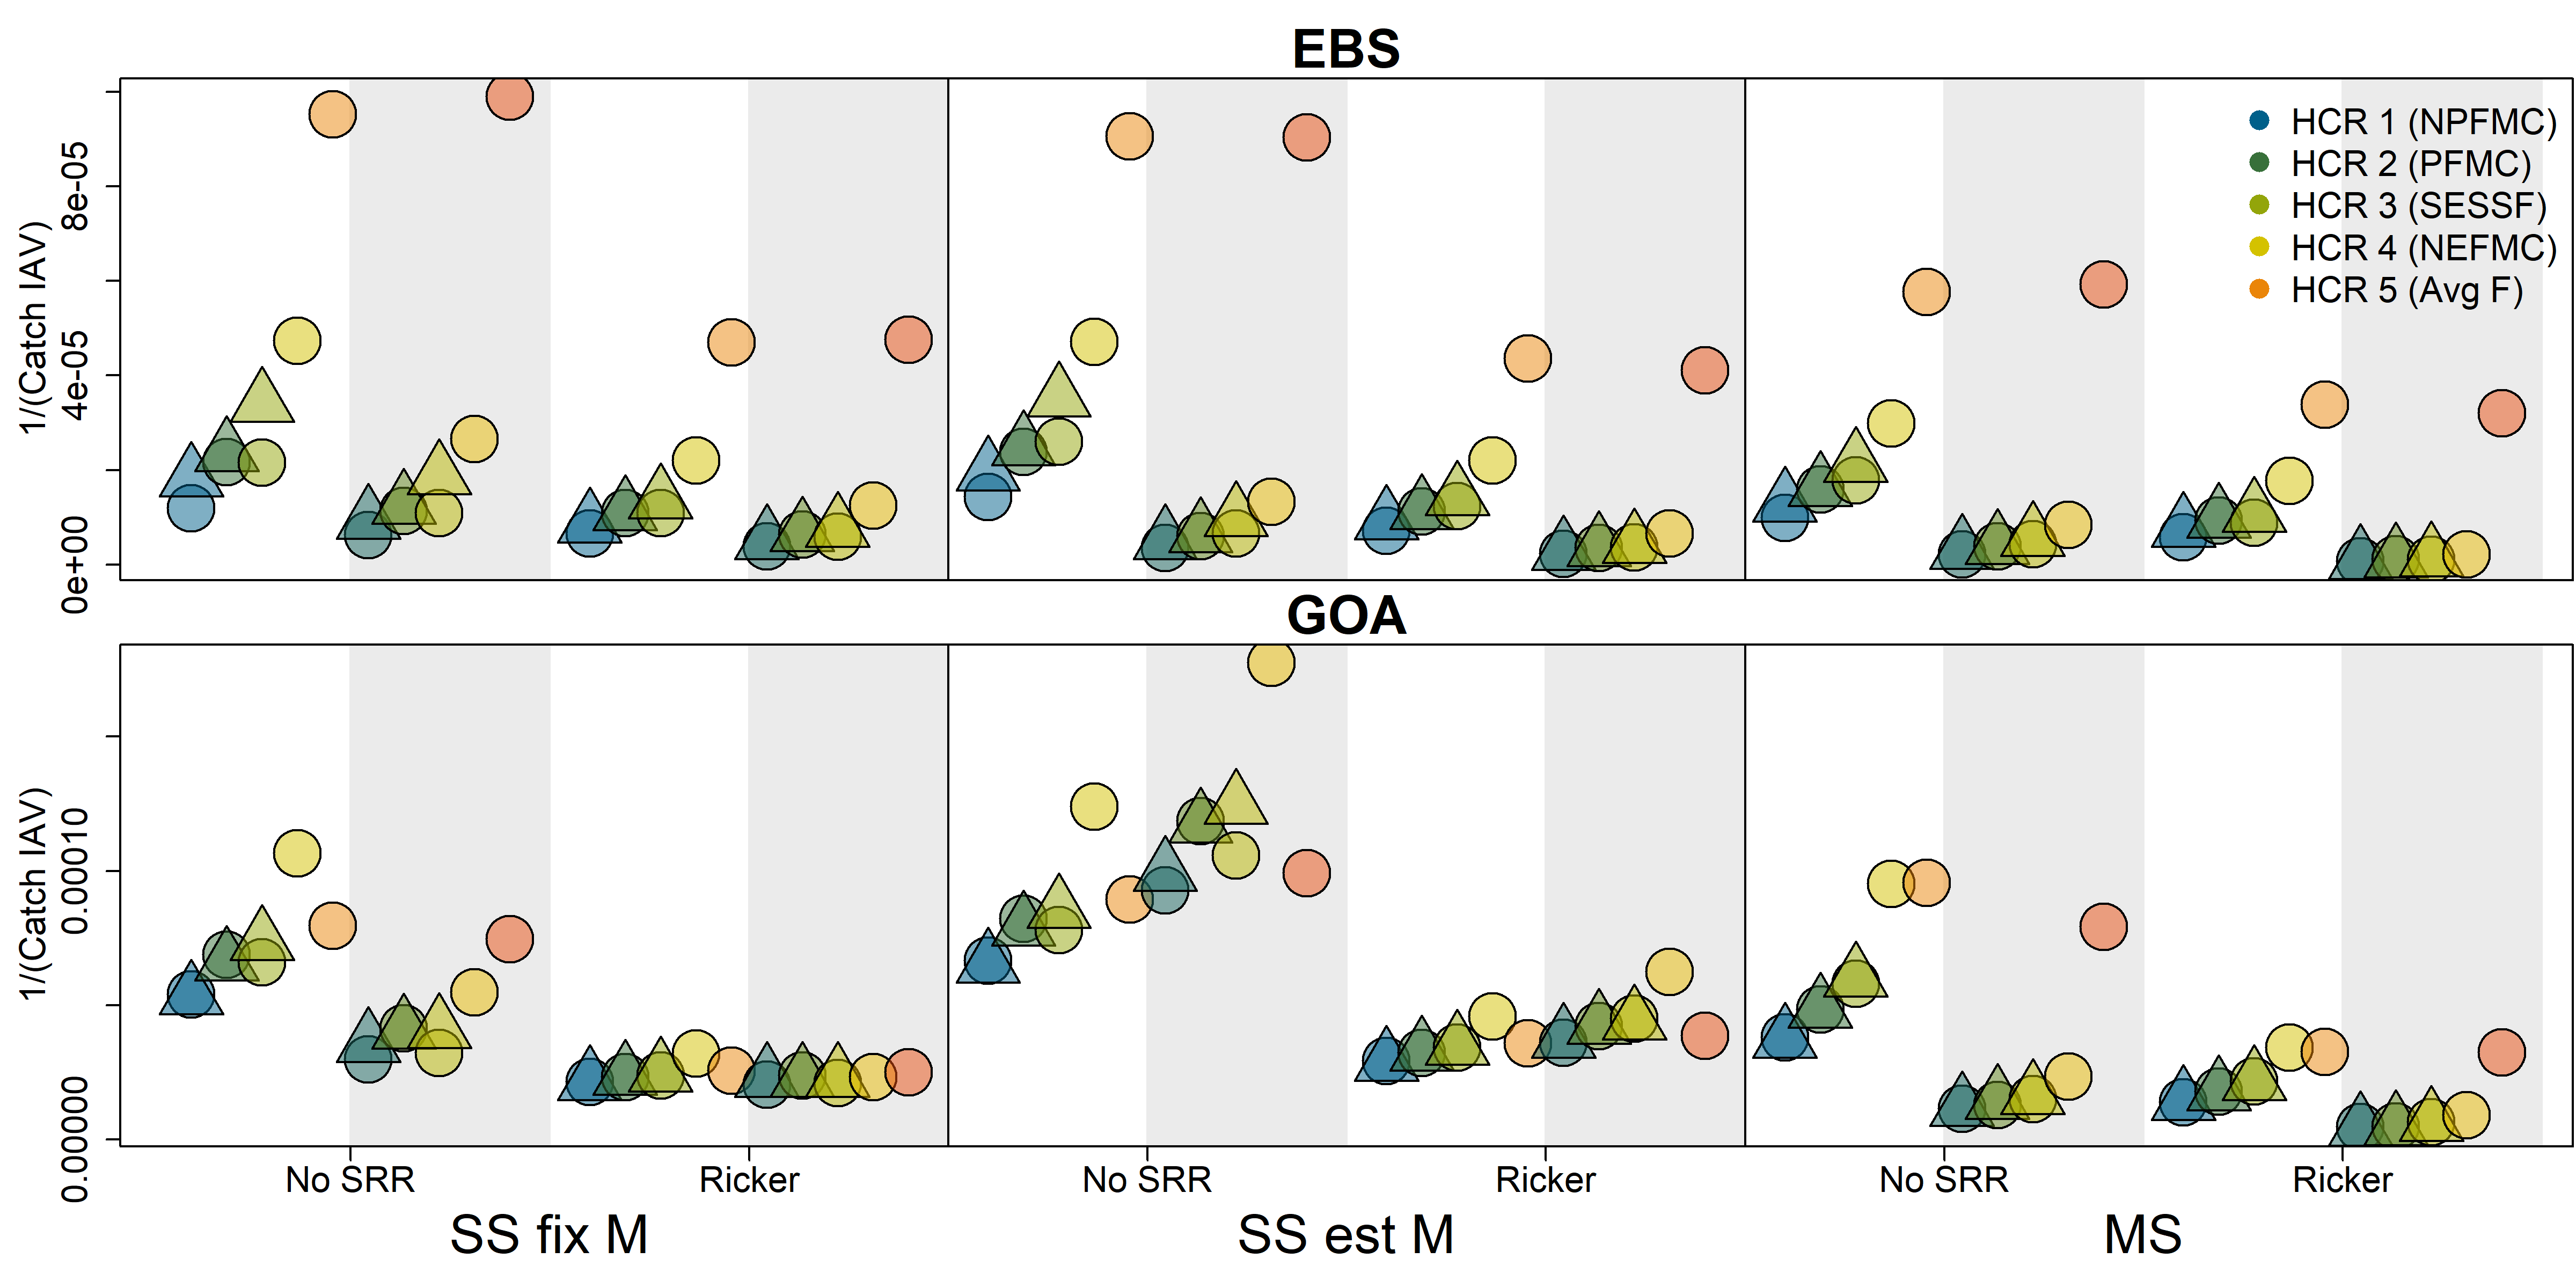 EBS
1/(Catch IAV)
8e-05
4e-05
0e+00
HCR 1 (NPFMC)
HCR 2 (PFMC)
HCR 3 (SESSF)
HCR 4 (NEFMC)
HCR 5 (Avg F)
GOA
1/(Catch IAV)
0.00010
0.00000
No SRR Ricker No SRR Ricker No SRR Ricker
SS fix M SS est M MS